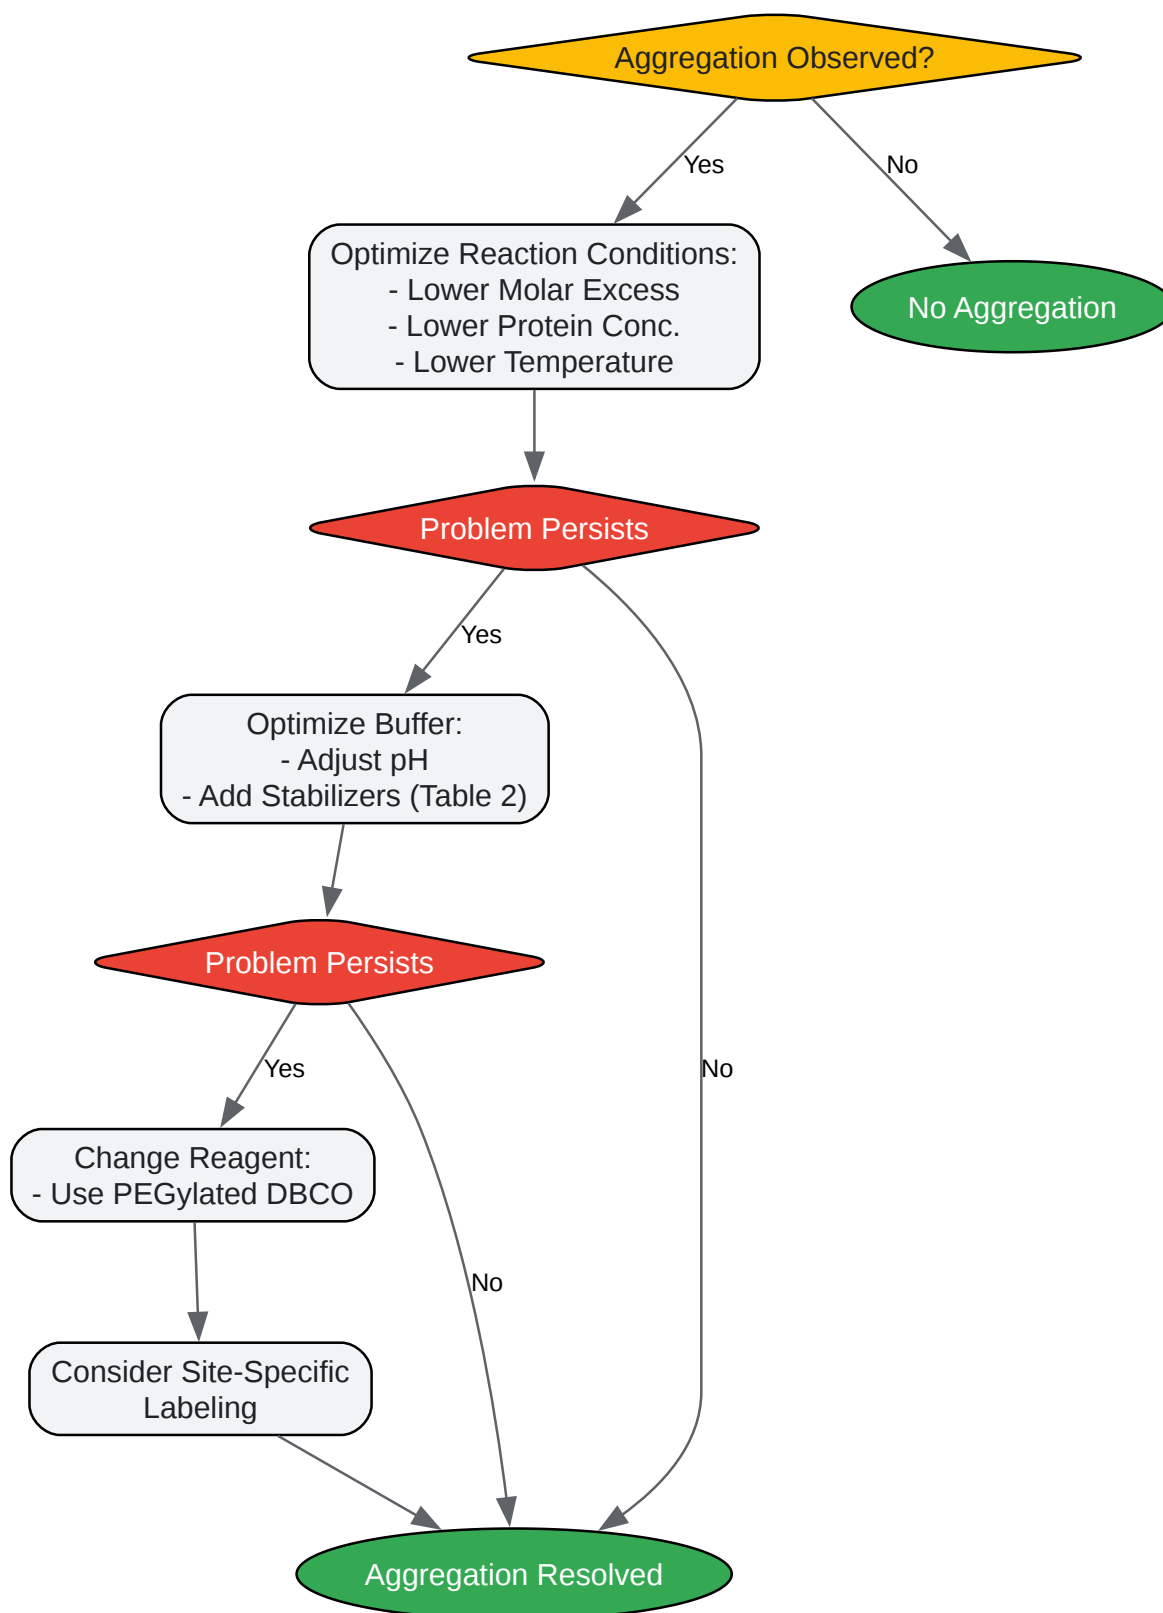 Aggregation Observed?
Yes
No
Optimize Reaction Conditions:
- Lower Molar Excess
- Lower Protein Conc.
- Lower Temperature
No Aggregation
Problem Persists
Yes
Optimize Buffer:
- Adjust pH
- Add Stabilizers (Table 2)
Problem Persists
Yes
No
Change Reagent:
- Use PEGylated DBCO
No
Consider Site-Specific
Labeling
Aggregation Resolved